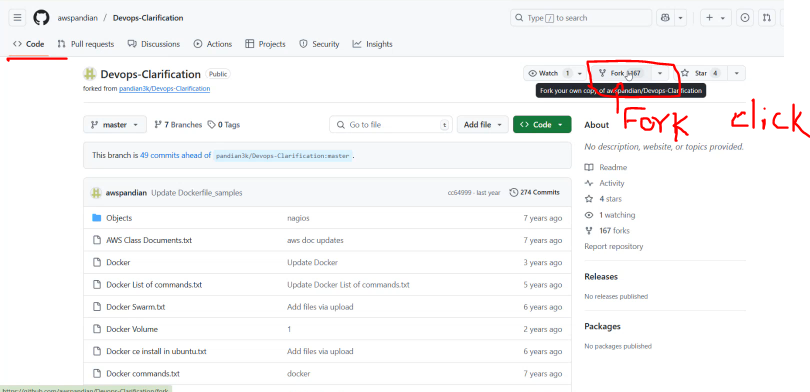 awspandian / Devops-Clarification
Type / to search
Code Pull requests Discussions Actions Projects Security Insights
Devops-Clarification Public
forked from pandian3k/Devops-Clarification
Watch 1 Fork 167 Star 4
Fork your own copy of awspandian/Devops-Clarification
Fork click
master 7 Branches 0 Tags Go to file t Add file Code
This branch is 49 commits ahead of pandian3k/Devops-Clarification:master .
awspandian Update Dockerfile_samples cc64999 · last year 274 Commits
Objects nagios 7 years ago
AWS Class Documents.txt aws doc updates 7 years ago
Docker Update Docker 3 years ago
Docker List of commands.txt Update Docker List of commands.txt 5 years ago
Docker Swarm.txt Add files via upload 6 years ago
Docker Volume 1 2 years ago
Docker ce install in ubuntu.txt Add files via upload 6 years ago
Docker commands.txt docker 7 years ago
About
No description, website, or topics provided.
Readme
Activity
4 stars
1 watching
167 forks
Report repository
Releases
No releases published
Packages
No packages published
https://github.com/awspandian/Devops-Clarification/fork